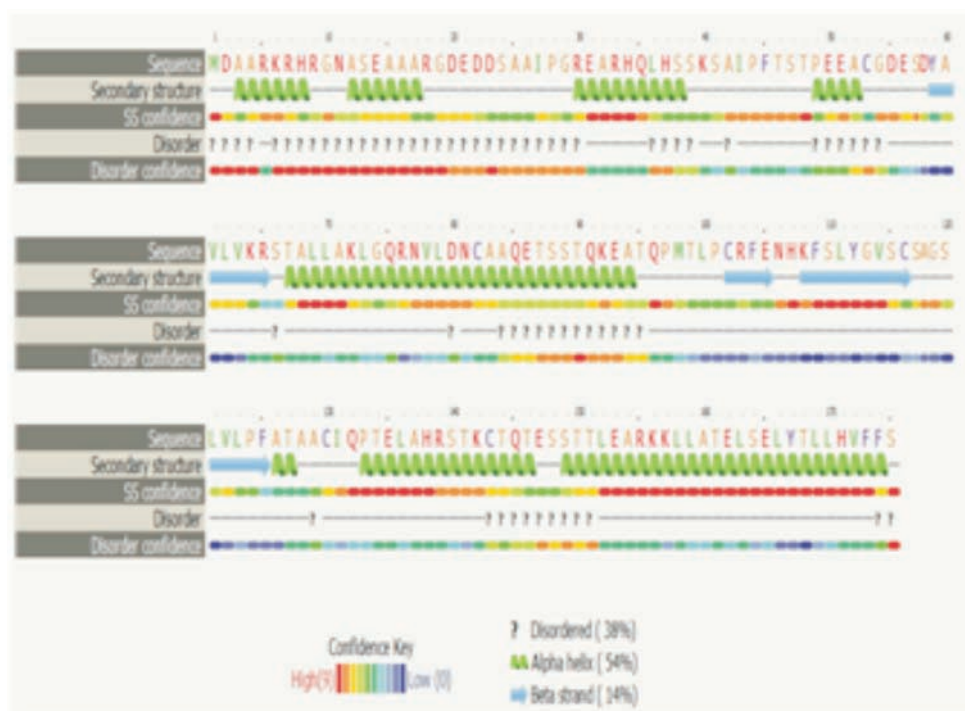 Sequence MDAARKRHRGNASEAAARGDEDDSAAIPGREARHQLHSSKSAIPFTSTPEEACGDESDYA
Secondary structure
SS confidence
Disorder ???? ????????????????????????? ???? ? ??????
Disorder confidence
Sequence VLVKRSTALLAKLGQRNVLDNCAAQETSSTQKEATQPMTLPCRFENHKFSLYGVSCSAGS
Secondary structure
SS confidence
Disorder ? ? ????????????
Disorder confidence
Sequence LVLPFATAACIQPTELAHRSTKCTQTESSTTLEARKKLLATELSELYTLLHVFFS
Secondary structure
SS confidence
Disorder ? ????????? ??
Disorder confidence
Confidence Key
High(9) Low (0)
? Disordered ( 38%)
Alpha helix ( 54%)
Beta strand ( 14%)